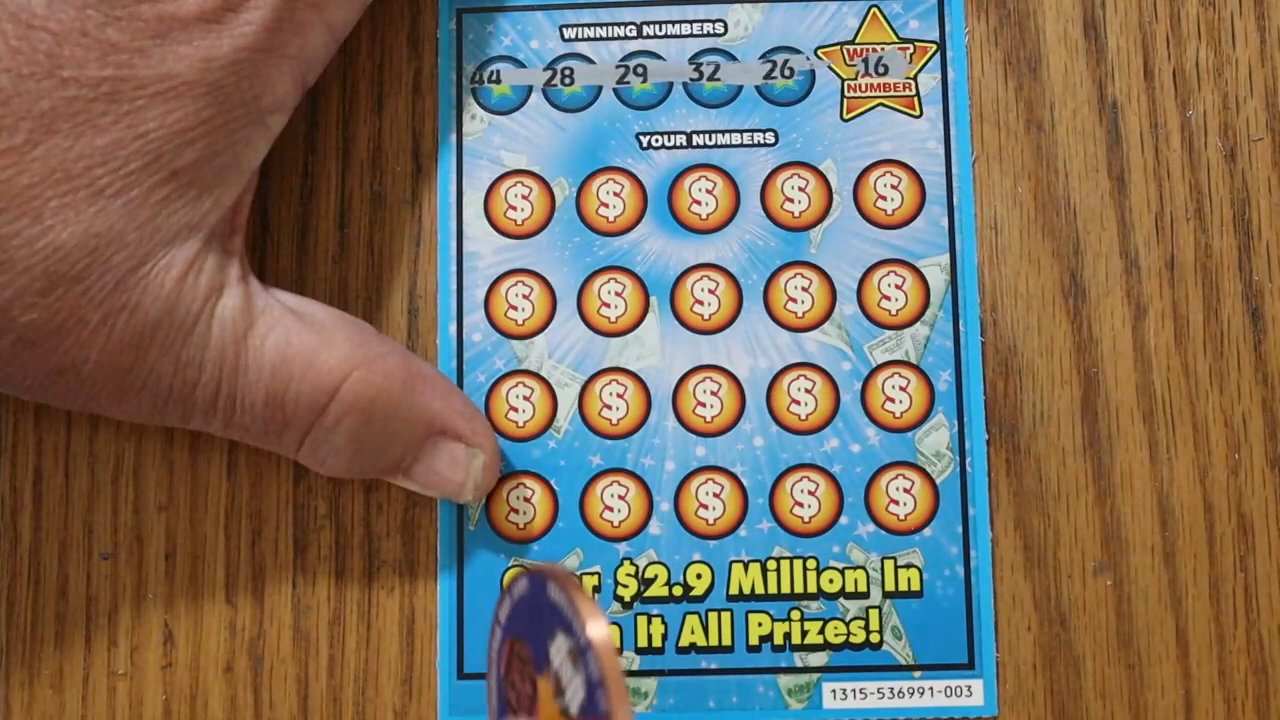 WINNING NUMBERS
44 28 29 32 26 16
NUMBER
YOUR NUMBERS
$ $ $ $ $
$ $ $ $ $
$ $ $ $ $
$ $ $ $ $
$2.9 Million In
It All Prizes!
1315-536991-003